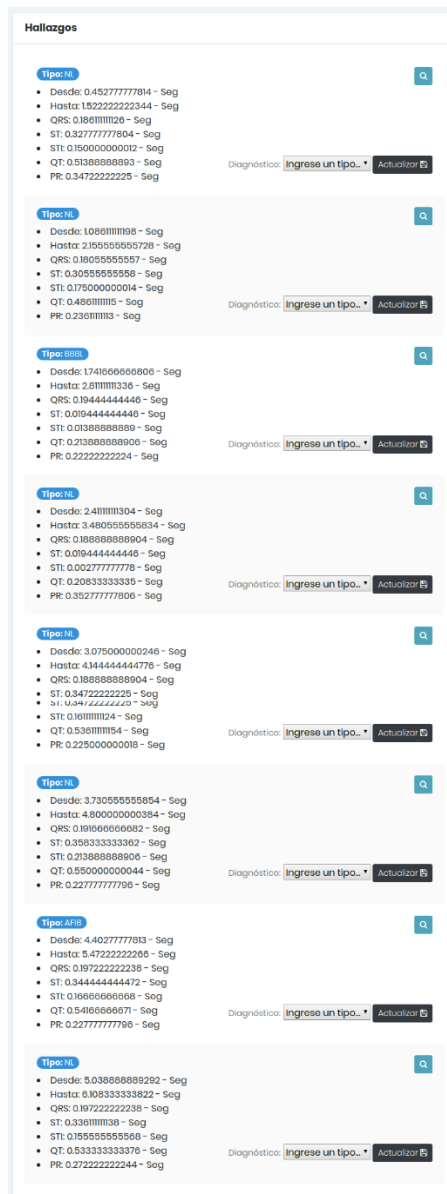 Hallazgos
Tipo: NL
Desde: 0.452777777814 - Seg
Hasta: 1.522222222344 - Seg
QRS: 0.186111111126 - Seg
ST: 0.327777777804 - Seg
STI: 0.150000000012 - Seg
QT: 0.51388888893 - Seg
PR: 0.34722222225 - Seg
Diagnóstico: Ingrese un tipo.. Actualizar
Tipo: NL
Desde: 1.086111111198 - Seg
Hasta: 2.155555555728 - Seg
QRS: 0.18055555557 - Seg
ST: 0.30555555558 - Seg
STI: 0.175000000014 - Seg
QT: 0.48611111115 - Seg
PR: 0.23611111113 - Seg
Diagnóstico: Ingrese un tipo.. Actualizar
Tipo: BBBL
Desde: 1.741666666806 - Seg
Hasta: 2.811111111336 - Seg
QRS: 0.19444444446 - Seg
ST: 0.019444444446 - Seg
STI: 0.01388888889 - Seg
QT: 0.213888888906 - Seg
PR: 0.22222222224 - Seg
Diagnóstico: Ingrese un tipo.. Actualizar
Tipo: NL
Desde: 2.411111111304 - Seg
Hasta: 3.480555555834 - Seg
QRS: 0.188888888904 - Seg
ST: 0.019444444446 - Seg
STI: 0.002777777778 - Seg
QT: 0.20833333335 - Seg
PR: 0.352777777806 - Seg
Diagnóstico: Ingrese un tipo.. Actualizar
Tipo: NL
Desde: 3.075000000246 - Seg
Hasta: 4.144444444776 - Seg
QRS: 0.188888888904 - Seg
ST: 0.34722222225 - Seg
ST: 0.34722222225 - Seg
STI: 0.161111111124 - Seg
QT: 0.536111111154 - Seg
PR: 0.225000000018 - Seg
Diagnóstico: Ingrese un tipo.. Actualizar
Tipo: NL
Desde: 3.730555555854 - Seg
Hasta: 4.800000000384 - Seg
QRS: 0.191666666682 - Seg
ST: 0.358333333362 - Seg
STI: 0.213888888906 - Seg
QT: 0.550000000044 - Seg
PR: 0.227777777796 - Seg
Diagnóstico: Ingrese un tipo.. Actualizar
Tipo: AFIB
Desde: 4.40277777813 - Seg
Hasta: 5.47222222266 - Seg
QRS: 0.197222222238 - Seg
ST: 0.344444444472 - Seg
STI: 0.16666666668 - Seg
QT: 0.54166666671 - Seg
PR: 0.227777777796 - Seg
Diagnóstico: Ingrese un tipo.. Actualizar
Tipo: NL
Desde: 5.038888889292 - Seg
Hasta: 6.108333333822 - Seg
QRS: 0.197222222238 - Seg
ST: 0.336111111138 - Seg
STI: 0.155555555568 - Seg
QT: 0.533333333376 - Seg
PR: 0.272222222244 - Seg
Diagnóstico: Ingrese un tipo.. Actualizar